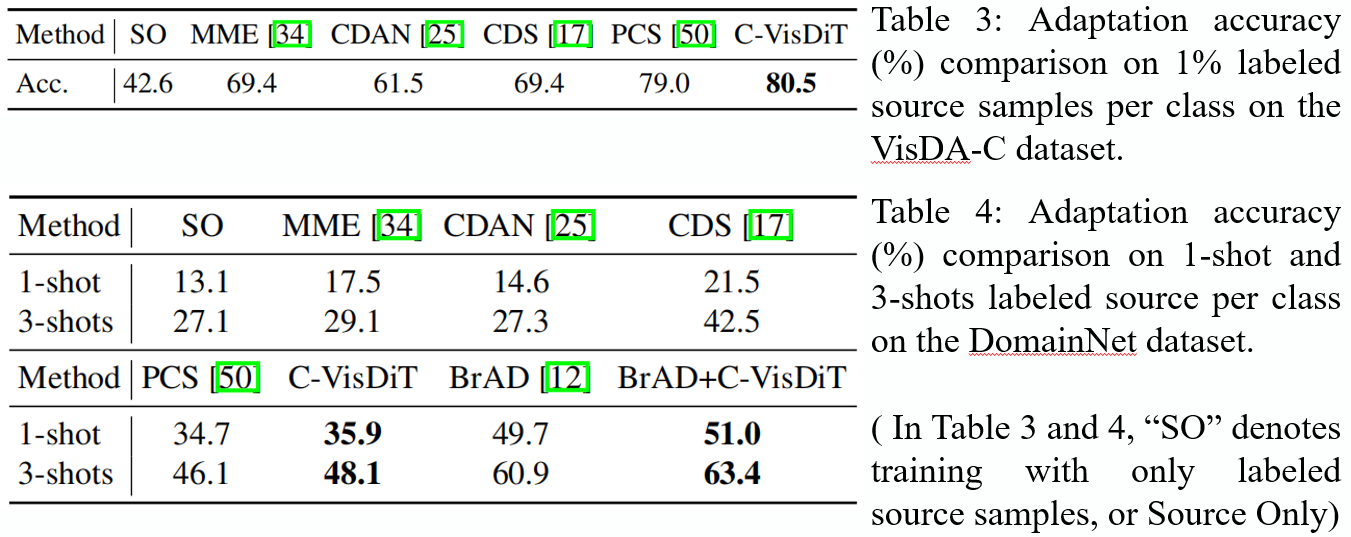 Method SO MME [34] CDAN [25] CDS [17] PCS [50] C-VisDiT
Acc. 42.6 69.4 61.5 69.4 79.0 80.5
Table 3: Adaptation accuracy
(%) comparison on 1% labeled
source samples per class on the
VisDA-C dataset.
Method SO MME [34] CDAN [25] CDS [17]
1-shot 13.1 17.5 14.6 21.5
3-shots 27.1 29.1 27.3 42.5
Method PCS [50] C-VisDiT BrAD [12] BrAD+C-VisDiT
1-shot 34.7 35.9 49.7 51.0
3-shots 46.1 48.1 60.9 63.4
Table 4: Adaptation accuracy
(%) comparison on 1-shot and
3-shots labeled source per class
on the DomainNet dataset.
( In Table 3 and 4, “SO” denotes
training with only labeled
source samples, or Source Only)